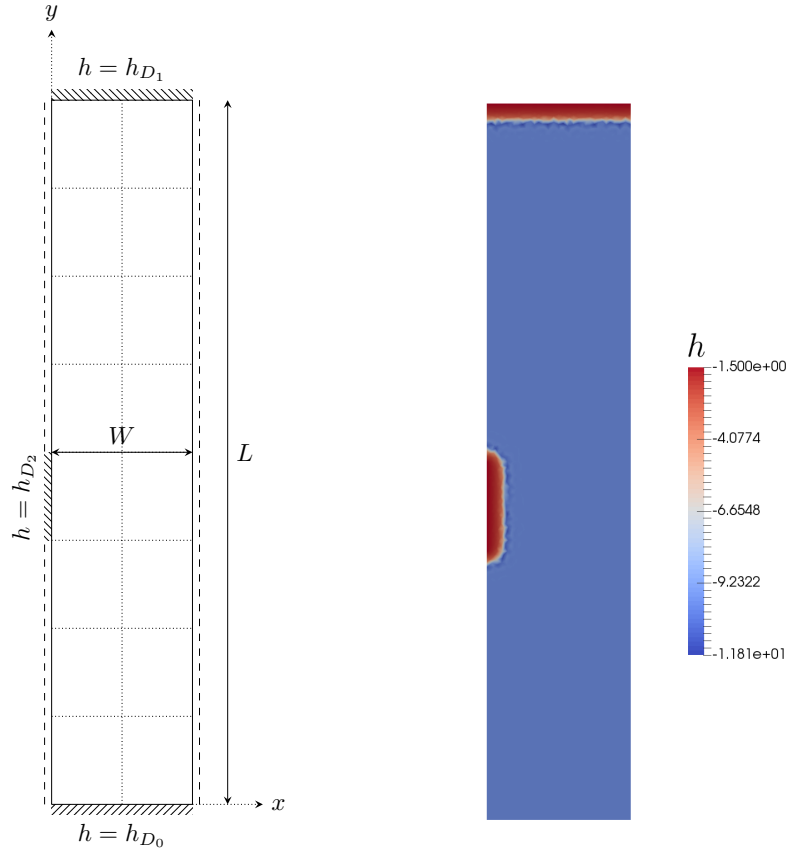 y
h = h_{D_1}
h
-1.500e+00
-4.0774
W
L
h = h_{D_2}
-6.6548
-9.2322
-1.181e+01
x
h = h_{D_0}